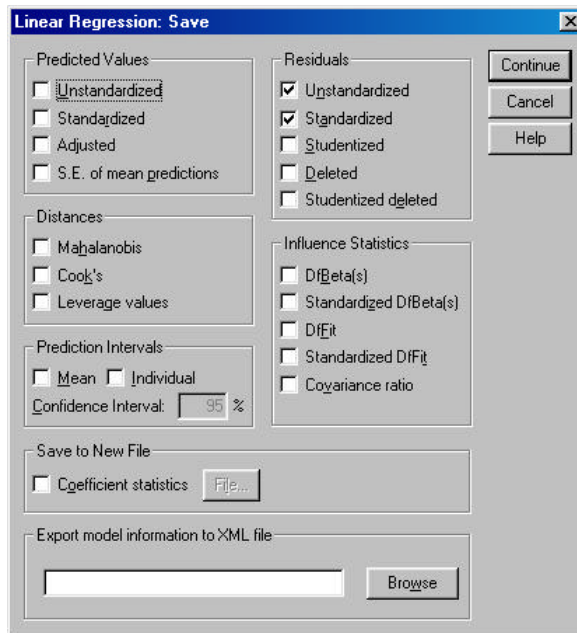 Linear Regression: Save
Predicted Values
Unstandardized
Standardized
Adjusted
S.E. of mean predictions
Distances
Mahalanobis
Cook's
Leverage values
Prediction Intervals
Mean Individual
Confidence Interval: 95 %
Residuals
Unstandardized
Standardized
Studentized
Deleted
Studentized deleted
Influence Statistics
DfBeta(s)
Standardized DfBeta(s)
DfFit
Standardized DfFit
Covariance ratio
Continue
Cancel
Help
Save to New File
Coefficient statistics File...
Export model information to XML file
Browse